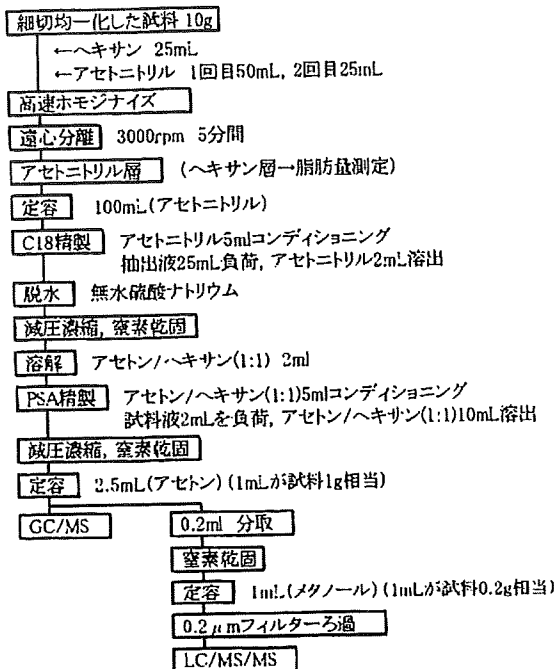 細切均一化した試料 10g
←ヘキサン 25mL
←アセトニトリル 1回目50mL, 2回目25mL
高速ホモジナイズ
遠心分離 3000rpm 5分間
アセトニトリル層 (ヘキサン層→脂肪量測定)
定容 100mL(アセトニトリル)
C18精製 アセトニトリル5mlコンディショニング
抽出液25mL負荷, アセトニトリル2mL溶出
脱水 無水硫酸ナトリウム
減圧濃縮, 窒素乾固
溶解 アセトン/ヘキサン(1:1) 2ml
PSA精製 アセトン/ヘキサン(1:1)5mlコンディショニング
試料液2mLを負荷, アセトン/ヘキサン(1:1)10mL溶出
減圧濃縮, 窒素乾固
定容 2.5mL(アセトン) (1mLが試料1g相当)
GC/MS 0.2ml 分取
窒素乾固
定容 1mL(メタノール) (1mLが試料0.2g相当)
0.2μmフィルターろ過
LC/MS/MS